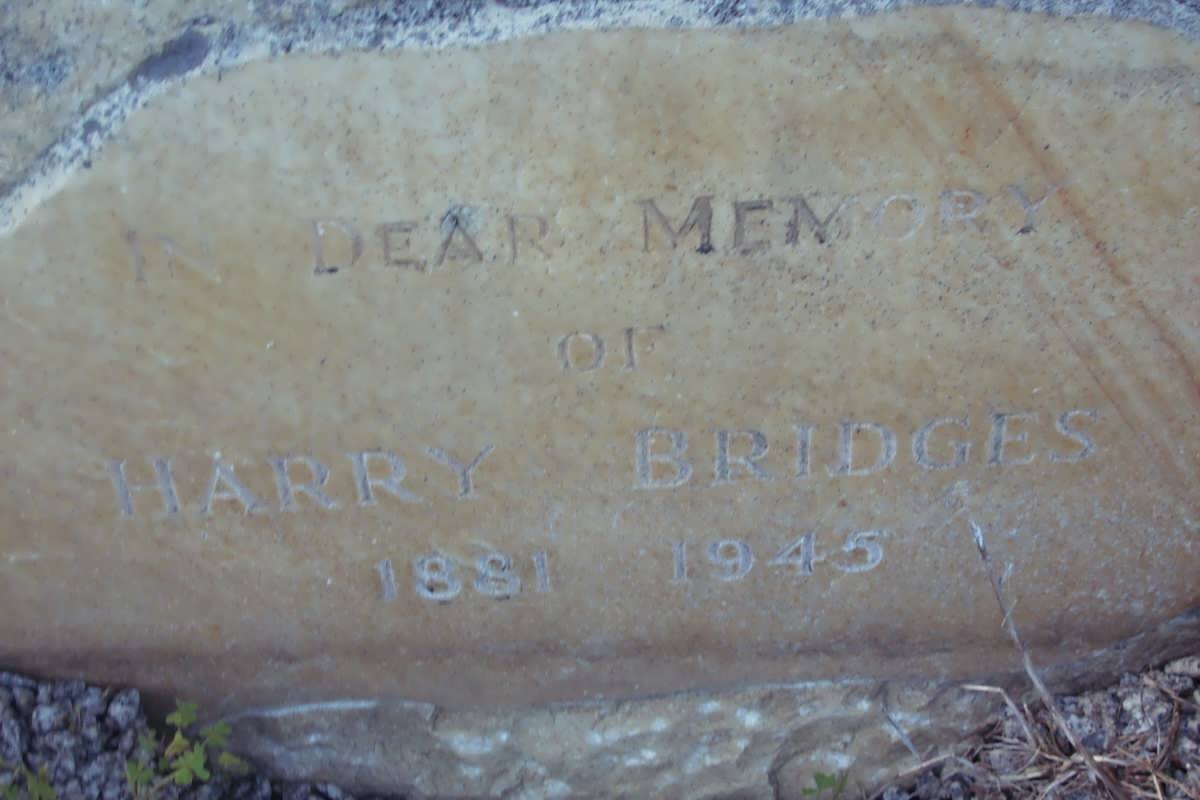 IN DEAR MEMORY
OF
HARRY BRIDGES
1881 1945